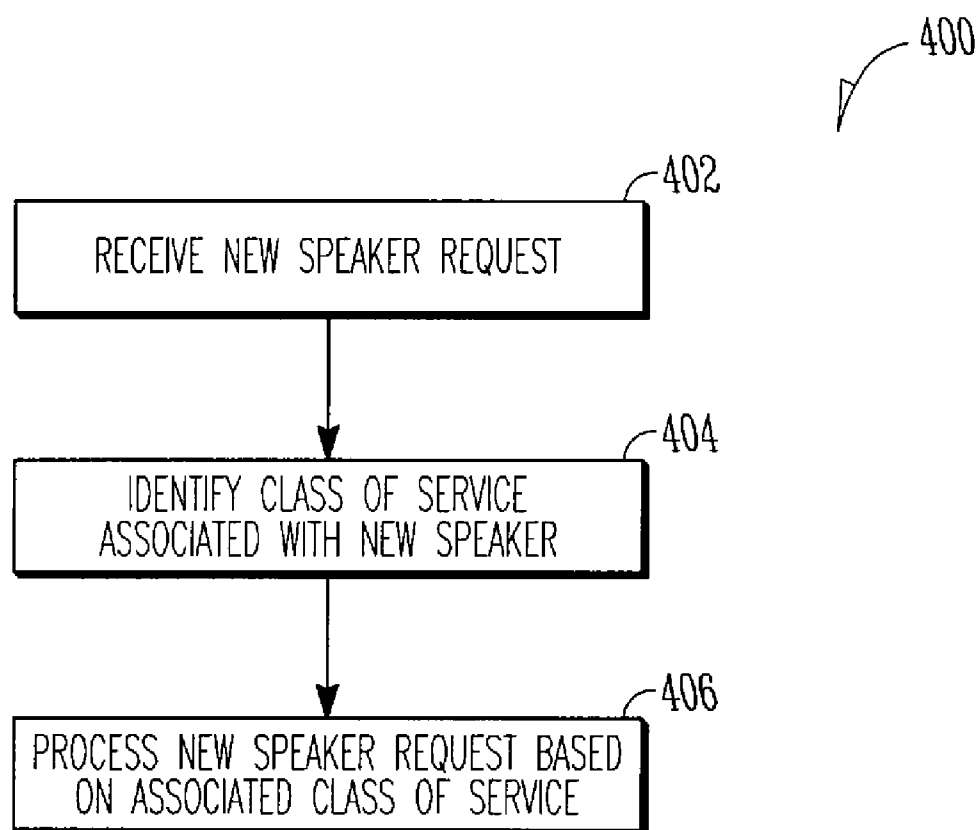 400
402
RECEIVE NEW SPEAKER REQUEST
404
IDENTIFY CLASS OF SERVICE
ASSOCIATED WITH NEW SPEAKER
406
PROCESS NEW SPEAKER REQUEST BASED
ON ASSOCIATED CLASS OF SERVICE